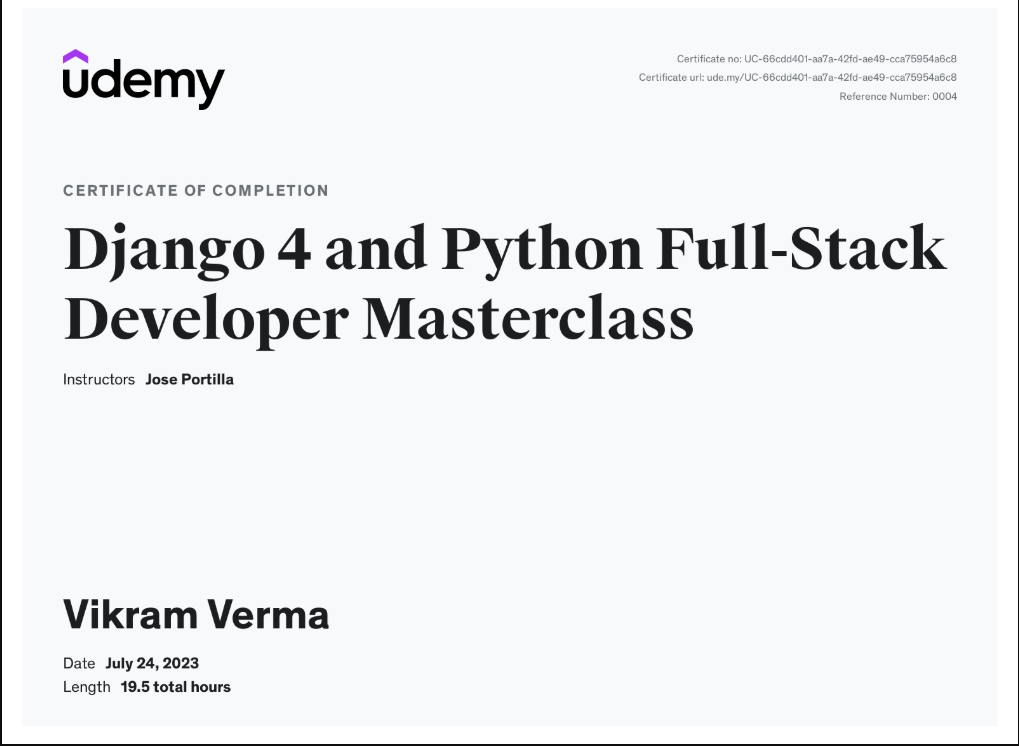 udemy
Certificate no: UC-66cdd401-aa7a-42fd-ae49-cca75954a6c8
Certificate url: ude.my/UC-66cdd401-aa7a-42fd-ae49-cca75954a6c8
Reference Number: 0004
CERTIFICATE OF COMPLETION
Django 4 and Python Full-Stack
Developer Masterclass
Instructors Jose Portilla
Vikram Verma
Date July 24, 2023
Length 19.5 total hours